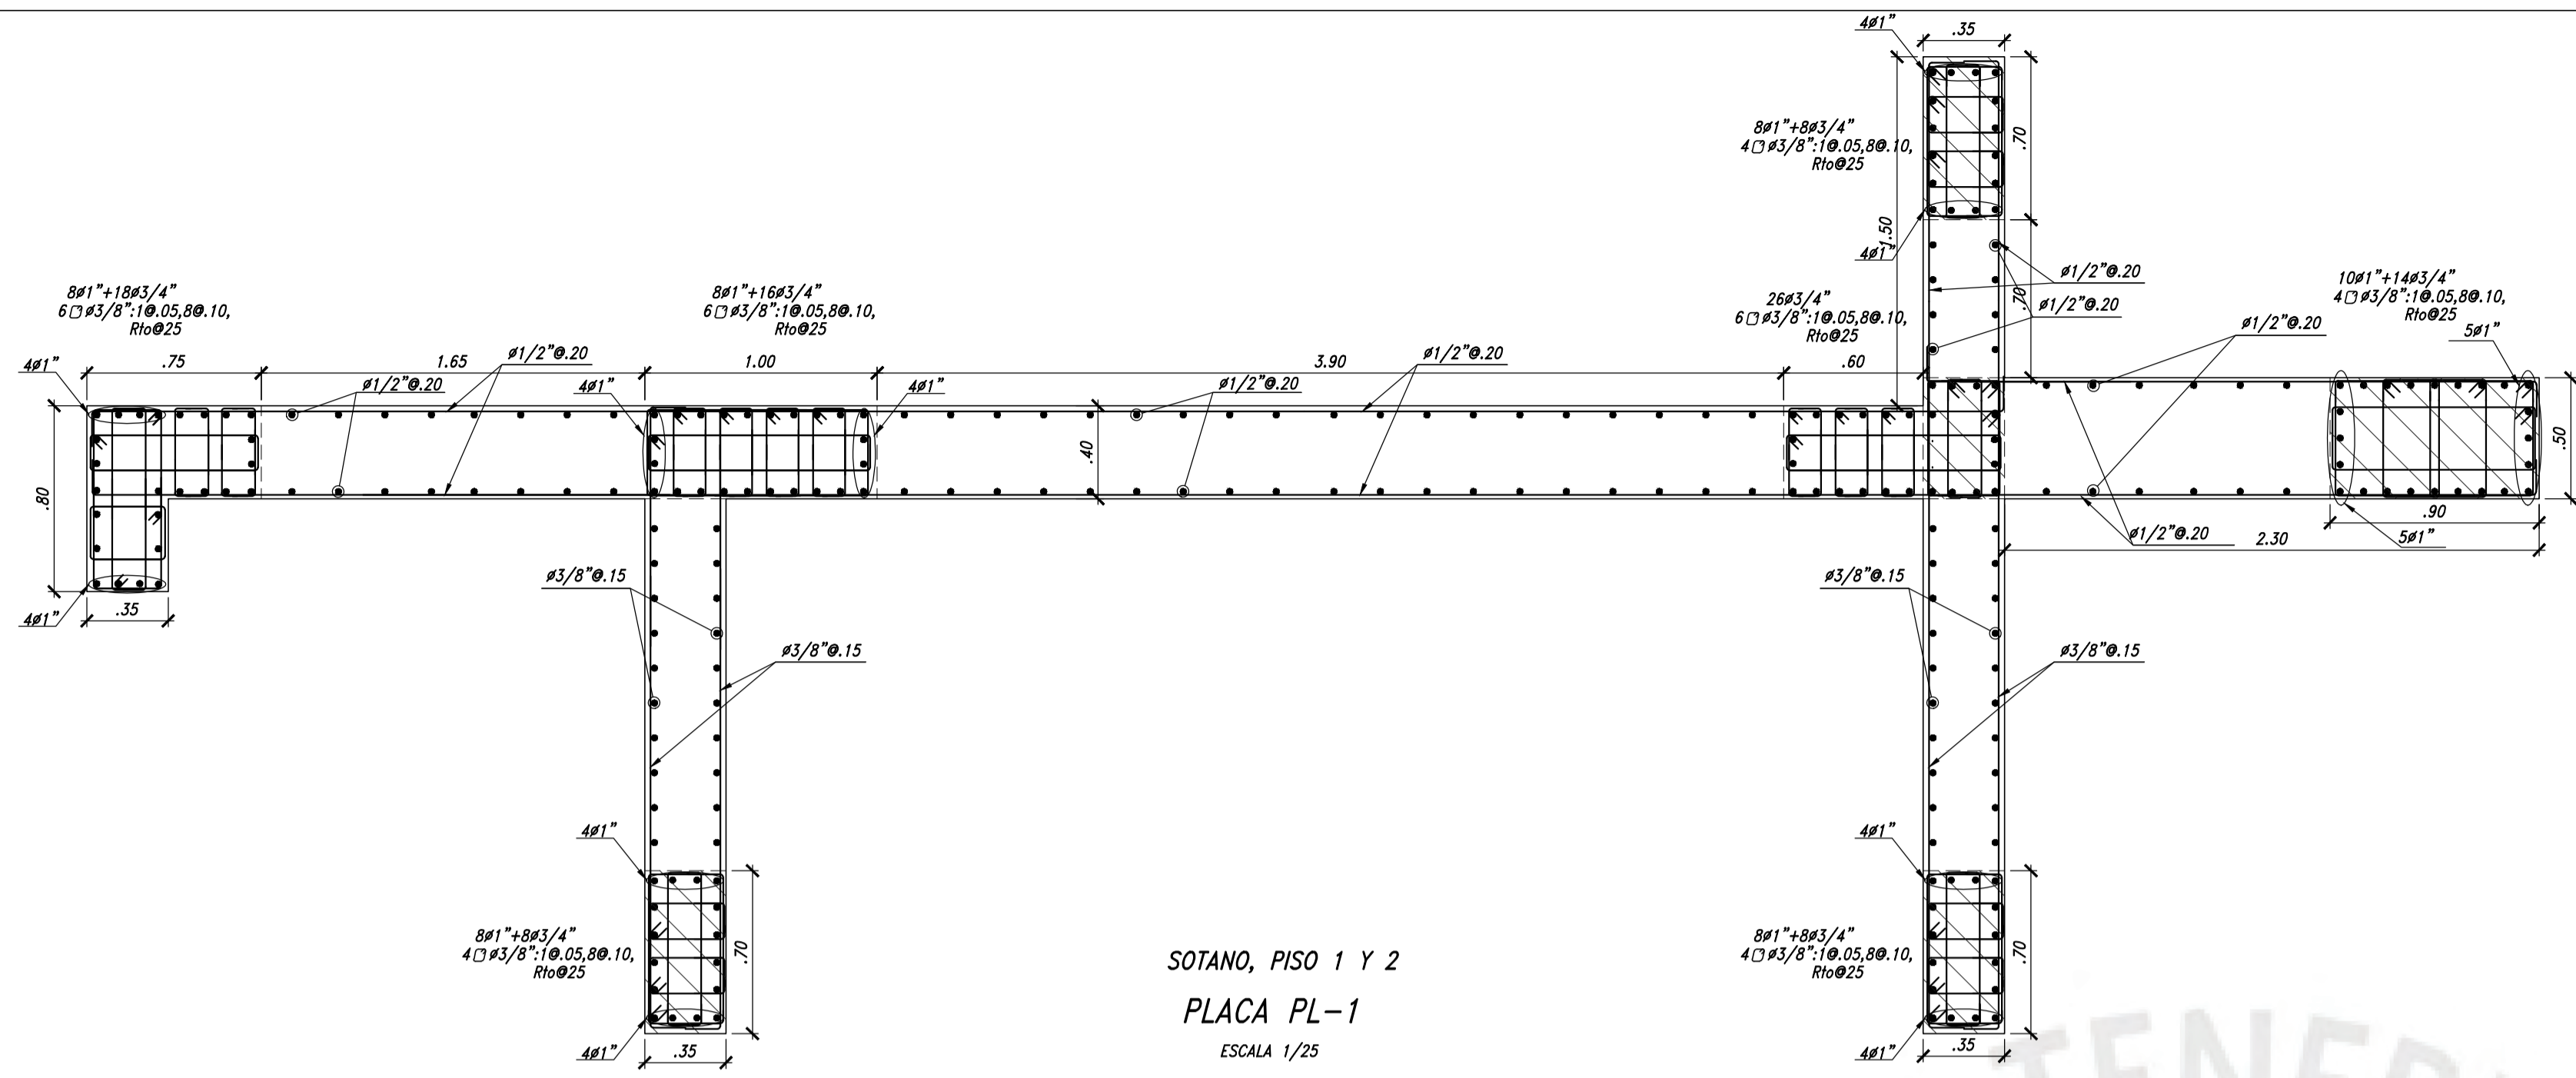 4ø1"
.35
8ø1"+8ø3/4"
4 ø3/8":1@.05,8@.10,
Rto@25
.70
1.50
4ø1"
ø1/2"@.20
.70
ø1/2"@.20
8ø1"+18ø3/4"
6 ø3/8":1@.05,8@.10,
Rto@25
8ø1"+16ø3/4"
6 ø3/8":1@.05,8@.10,
Rto@25
26ø3/4"
6 ø3/8":1@.05,8@.10,
Rto@25
10ø1"+14ø3/4"
4 ø3/8":1@.05,8@.10,
Rto@25
5ø1"
ø1/2"@.20
4ø1"
.75
1.65
ø1/2"@.20
1.00
3.90
ø1/2"@.20
.60
ø1/2"@.20
4ø1"
4ø1"
ø1/2"@.20
.80
.40
.50
.90
ø1/2"@.20
2.30
5ø1"
4ø1"
.35
ø3/8"@.15
ø3/8"@.15
ø3/8"@.15
ø3/8"@.15
4ø1"
4ø1"
8ø1"+8ø3/4"
4 ø3/8":1@.05,8@.10,
Rto@25
.70
8ø1"+8ø3/4"
4 ø3/8":1@.05,8@.10,
Rto@25
.70
4ø1"
.35
4ø1"
.35
SOTANO, PISO 1 Y 2
PLACA PL-1
ESCALA 1/25